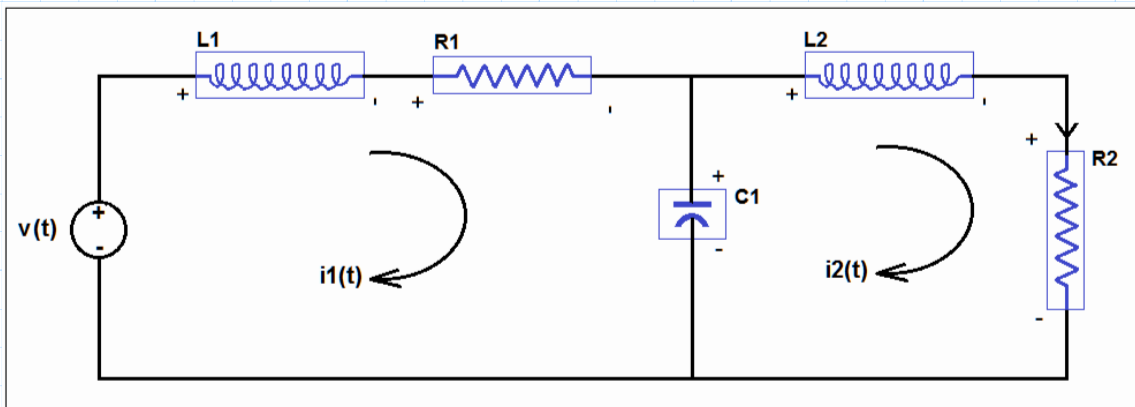 L1
R1
L2
+
-
+
-
+
-
+
R2
+
C1
v(t)
+
-
-
i1(t)
i2(t)
-